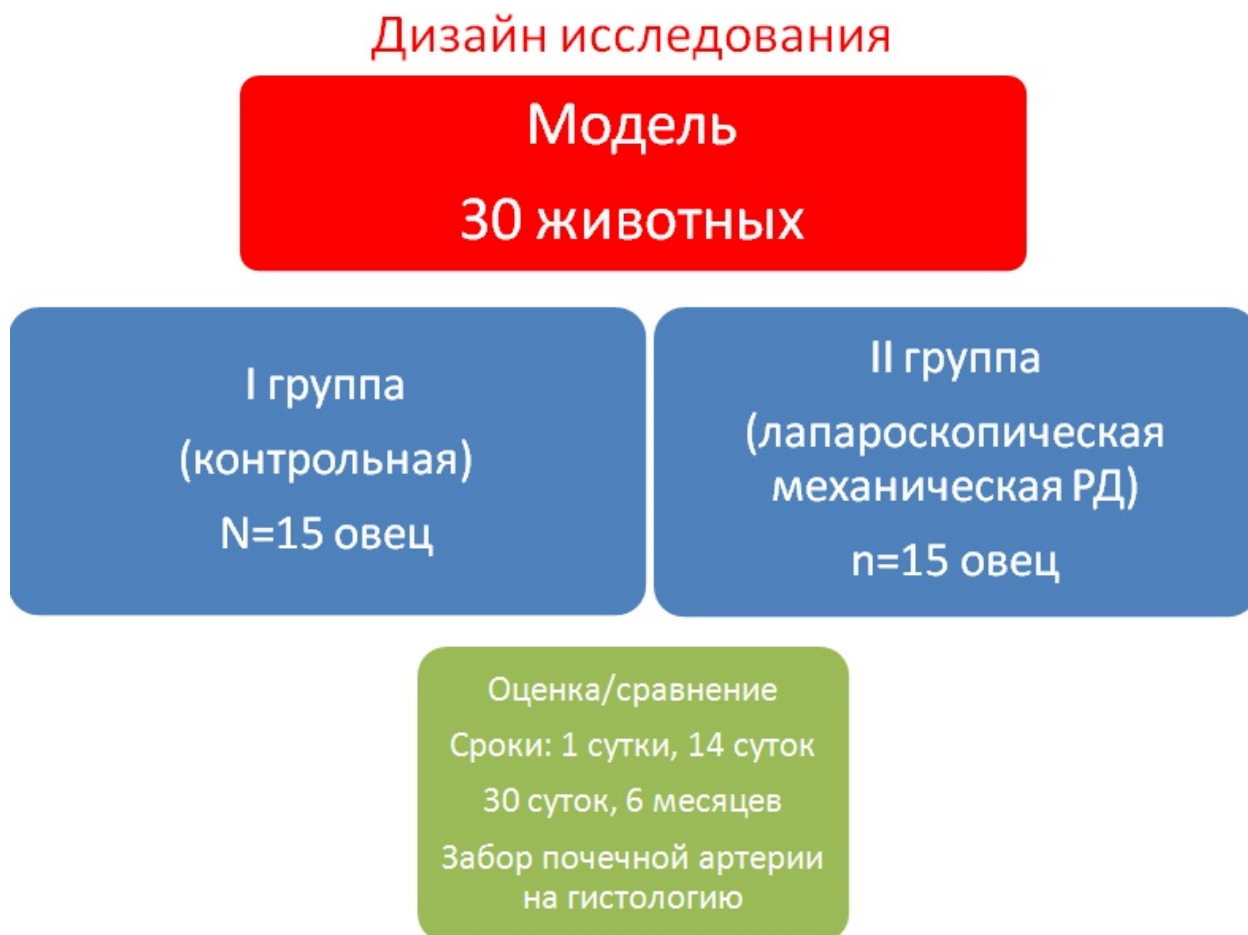 Дизайн исследования
Модель
30 животных
I группа
(контрольная)
N=15 овец
II группа
(лапароскопическая
механическая РД)
n=15 овец
Оценка/сравнение
Сроки: 1 сутки, 14 суток
30 суток, 6 месяцев
Забор почечной артерии
на гистологию